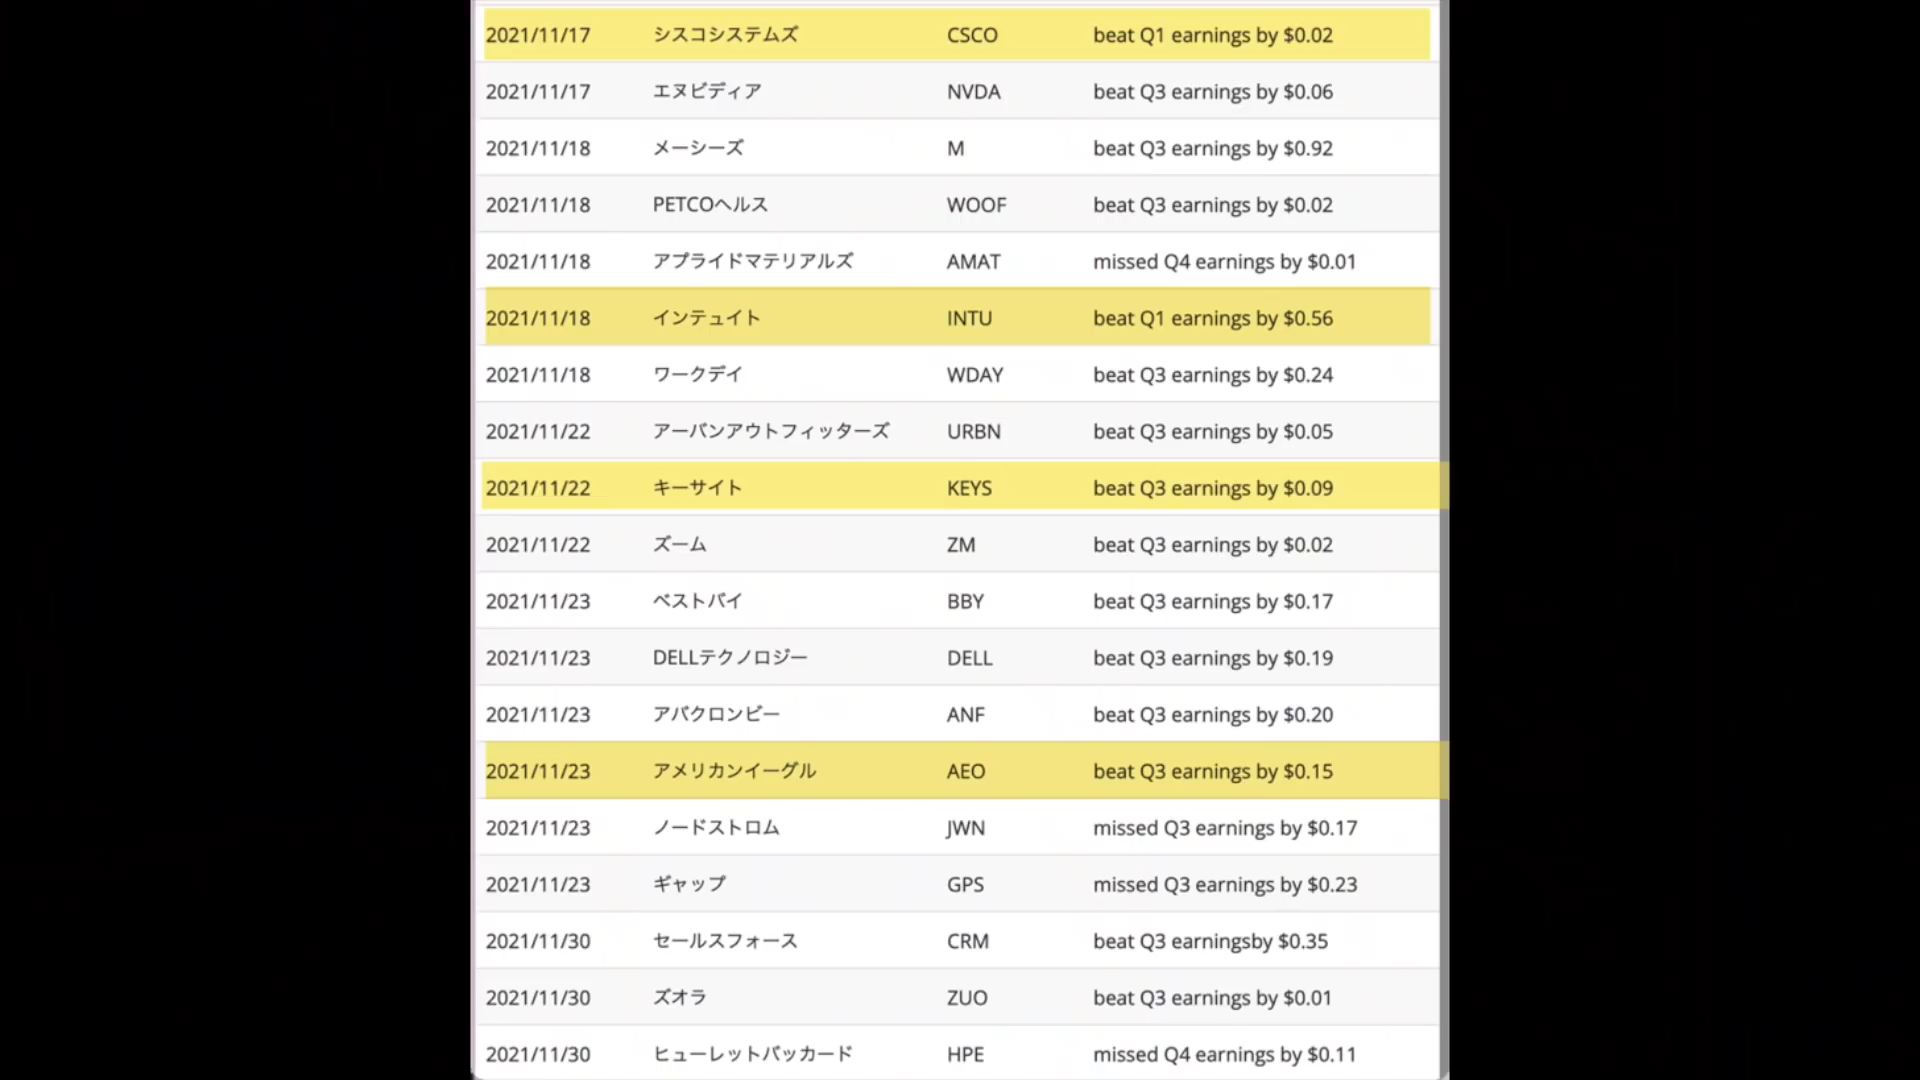 2021/11/17 シスコシステムズ CSCO beat Q1 earnings by $0.02
2021/11/17 エヌビディア NVDA beat Q3 earnings by $0.06
2021/11/18 メーシーズ M beat Q3 earnings by $0.92
2021/11/18 PETCOヘルス WOOF beat Q3 earnings by $0.02
2021/11/18 アプライドマテリアルズ AMAT missed Q4 earnings by $0.01
2021/11/18 インテュイト INTU beat Q1 earnings by $0.56
2021/11/18 ワークデイ WDAY beat Q3 earnings by $0.24
2021/11/22 アーバンアウトフィッターズ URBN beat Q3 earnings by $0.05
2021/11/22 キーサイト KEYS beat Q3 earnings by $0.09
2021/11/22 ズーム ZM beat Q3 earnings by $0.02
2021/11/23 ベストバイ BBY beat Q3 earnings by $0.17
2021/11/23 DELLテクノロジー DELL beat Q3 earnings by $0.19
2021/11/23 アバクロンビー ANF beat Q3 earnings by $0.20
2021/11/23 アメリカンイーグル AEO beat Q3 earnings by $0.15
2021/11/23 ノードストロム JWN missed Q3 earnings by $0.17
2021/11/23 ギャップ GPS missed Q3 earnings by $0.23
2021/11/30 セールスフォース CRM beat Q3 earningsby $0.35
2021/11/30 ズオラ ZUO beat Q3 earnings by $0.01
2021/11/30 ヒューレットパッカード HPE missed Q4 earnings by $0.11